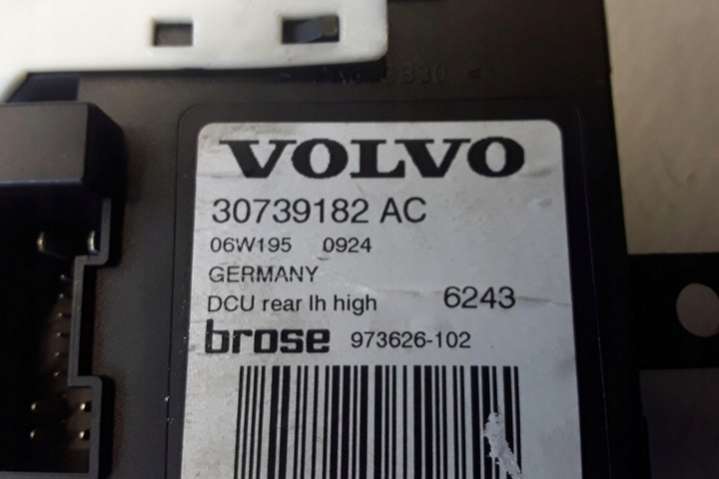 VOLVO
30739182 AC
06W195 0924
GERMANY
DCU rear lh high 6243
brose 973626-102